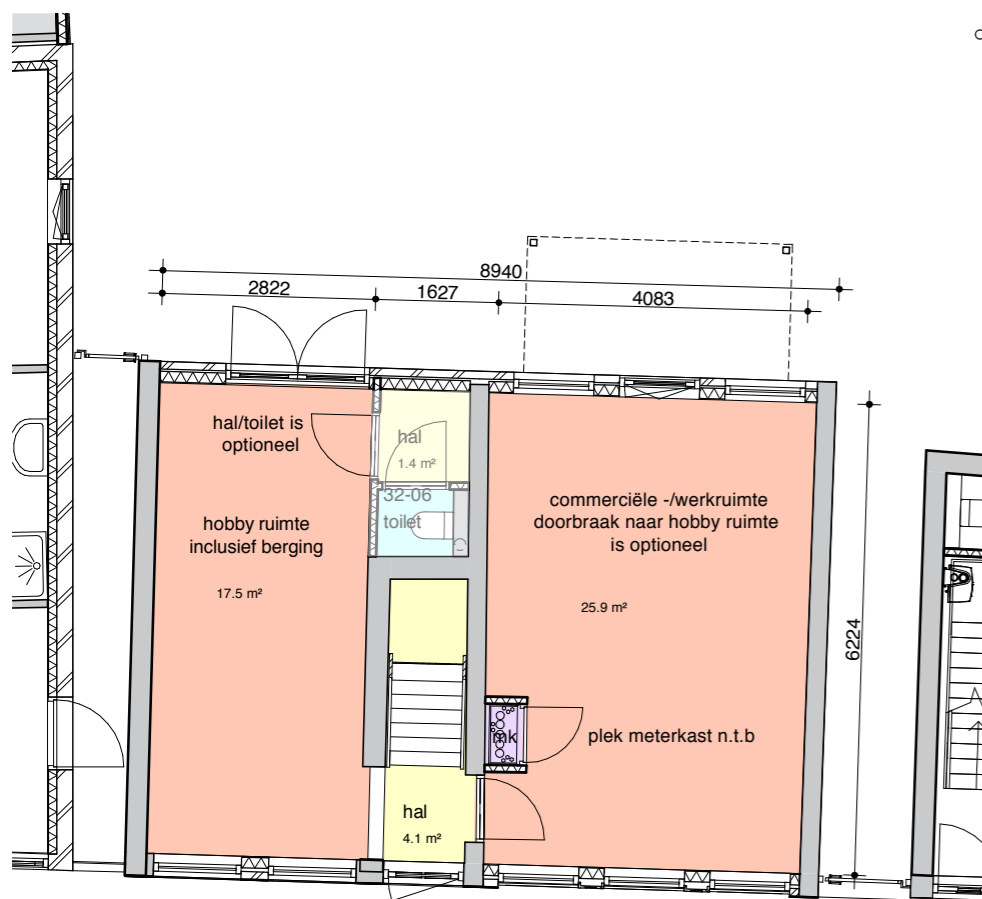 8940
2822
1627
4083
hal/toilet is
optioneel
hal
1.4 m²
32-06
toilet
hobby ruimte
inclusief berging
17.5 m²
commerciële -/werkruimte
doorbraak naar hobby ruimte
is optioneel
25.9 m²
6224
mk
plek meterkast n.t.b
hal
4.1 m²